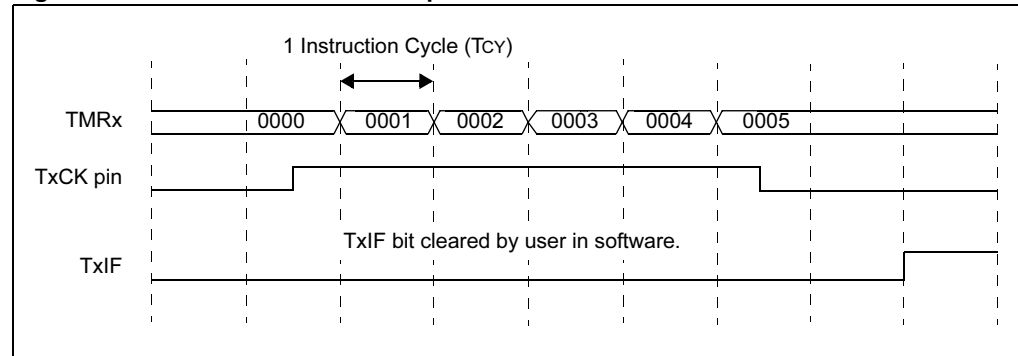 1 Instruction Cycle (TCY)
TMRx 0000 0001 0002 0003 0004 0005
TxCK pin
TxIF bit cleared by user in software.
TxIF